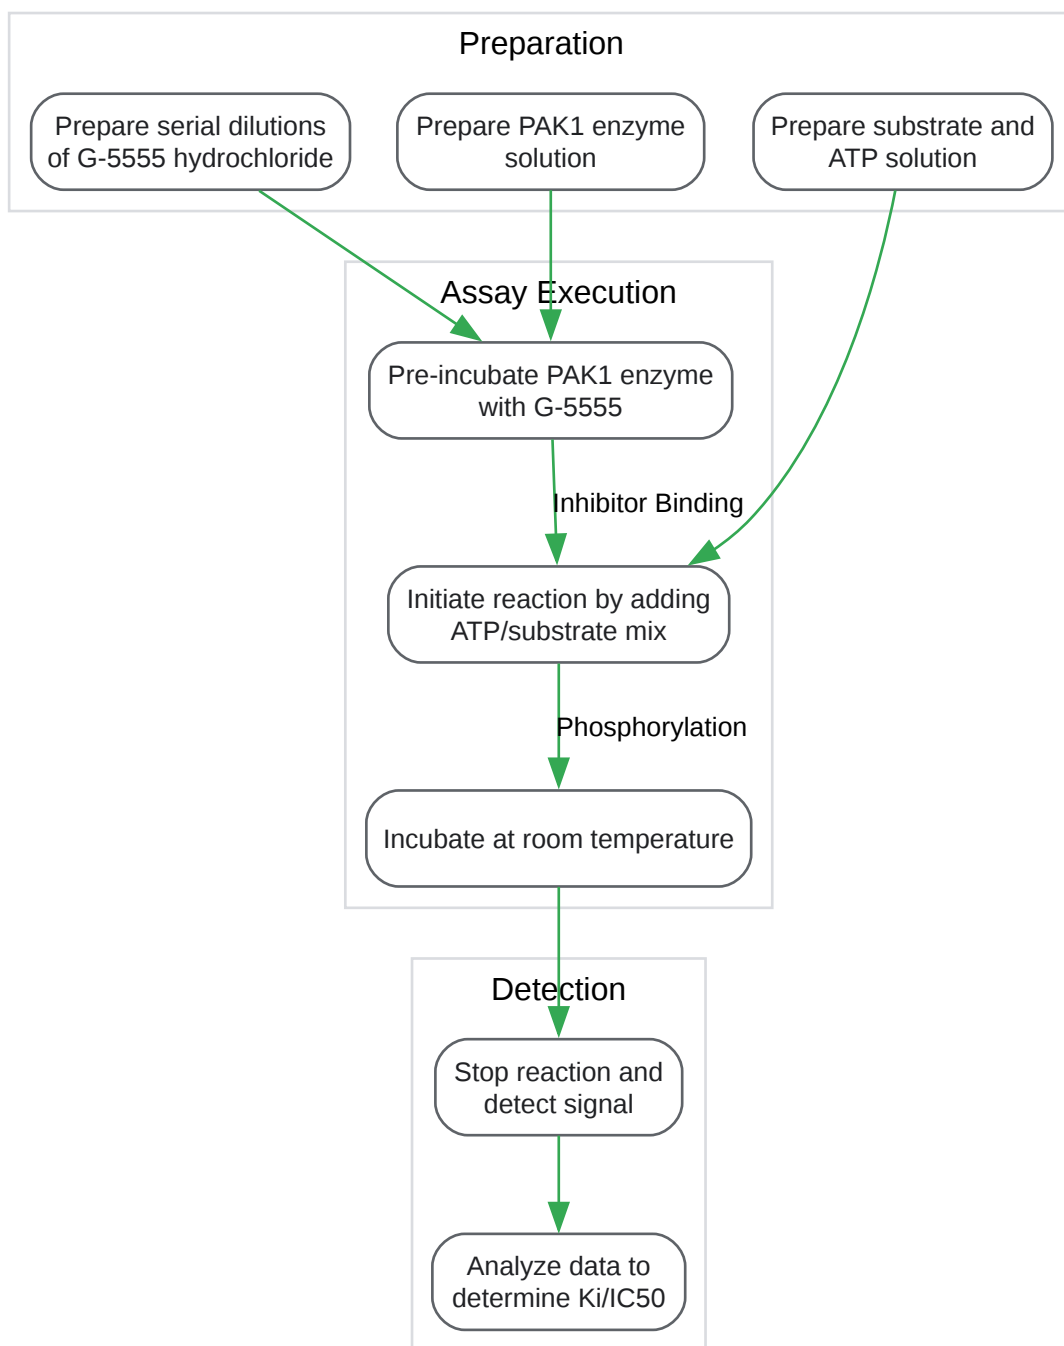 Preparation
Prepare serial dilutions
of G-5555 hydrochloride
Prepare PAK1 enzyme
solution
Prepare substrate and
ATP solution
Assay Execution
Pre-incubate PAK1 enzyme
with G-5555
Inhibitor Binding
Initiate reaction by adding
ATP/substrate mix
Phosphorylation
Incubate at room temperature
Detection
Stop reaction and
detect signal
Analyze data to
determine Ki/IC50